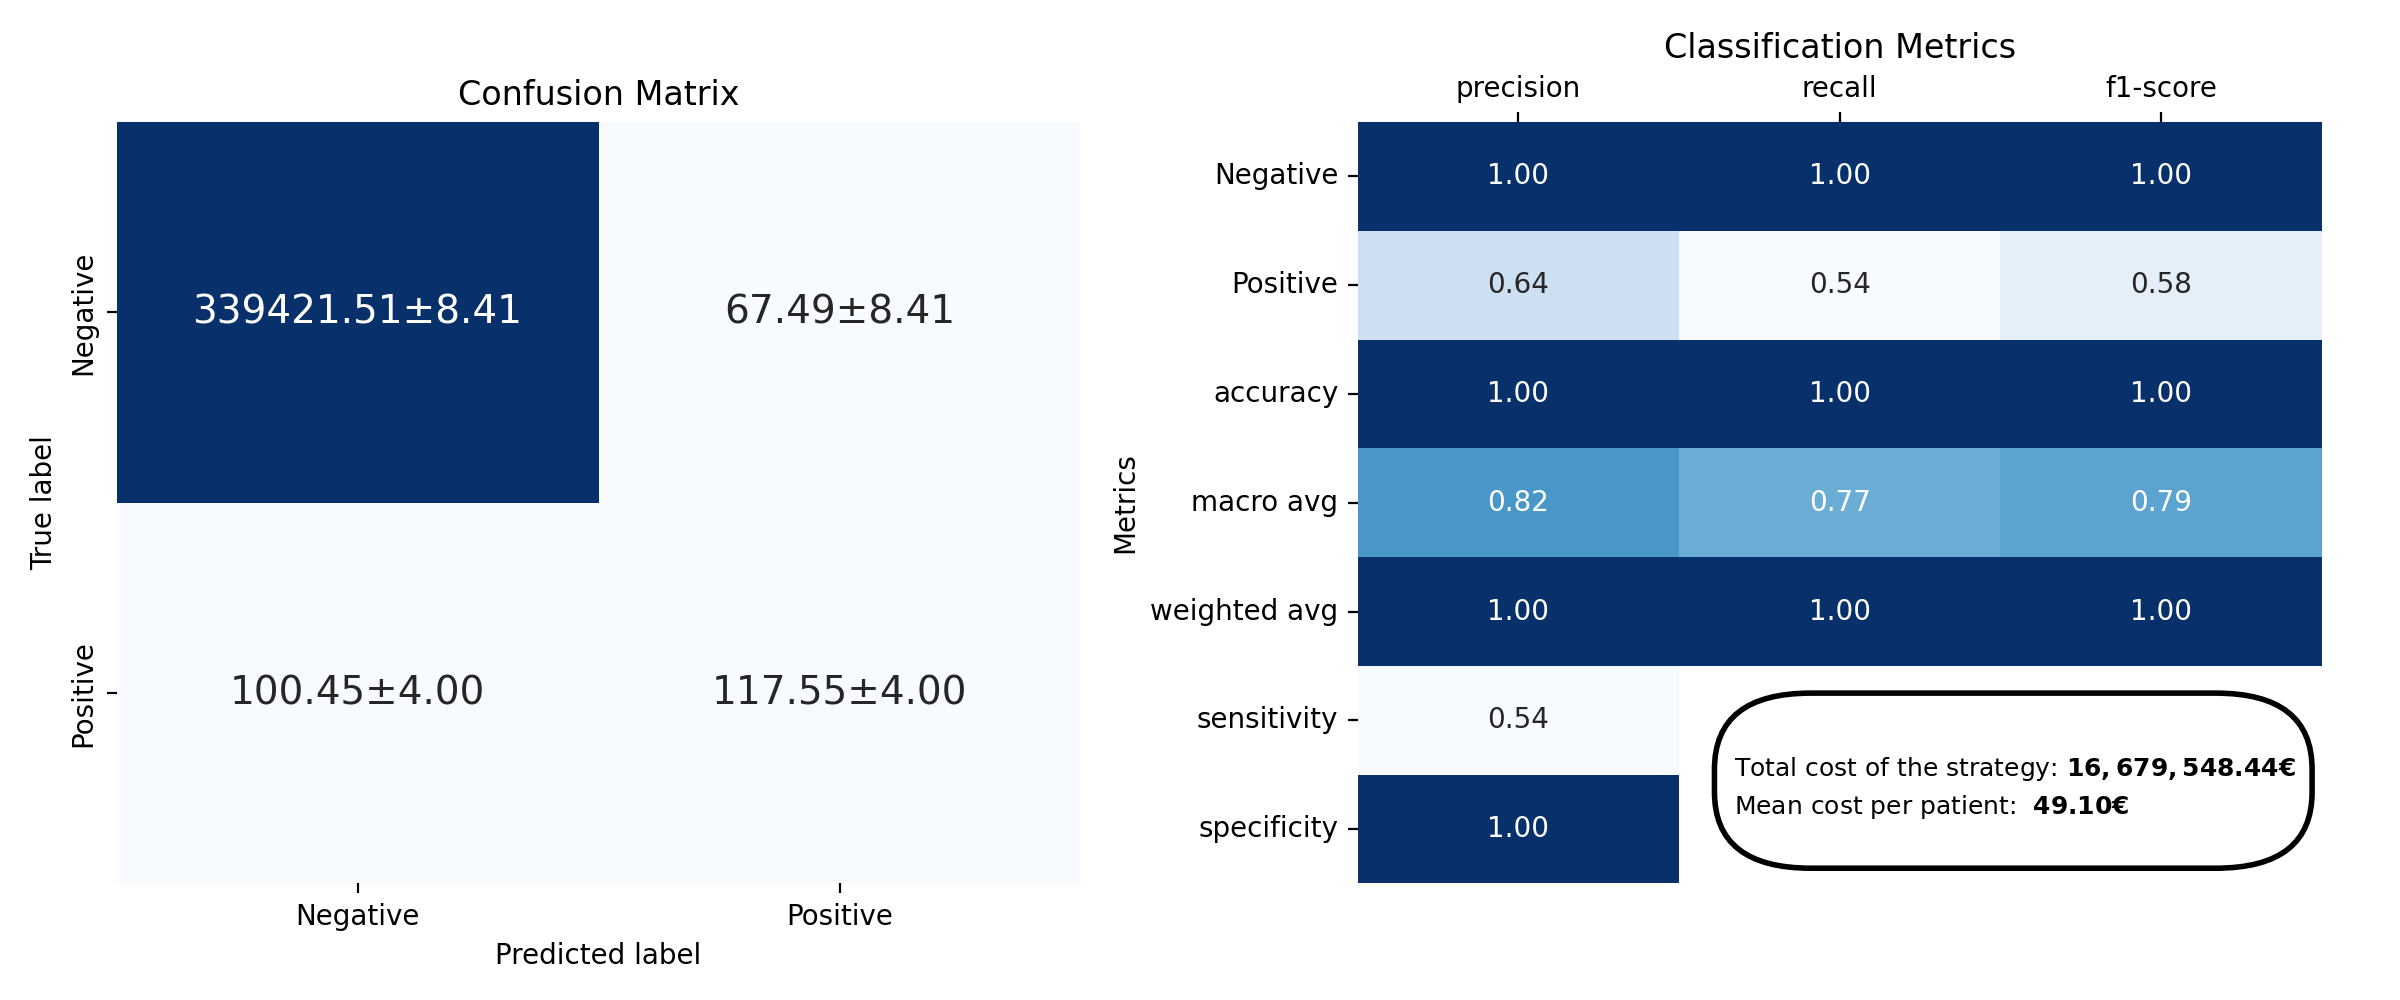 Confusion Matrix
True label
Negative
339421.51±8.41
67.49±8.41
Positive
100.45±4.00
117.55±4.00
Negative
Positive
Predicted label
Classification Metrics
precision
recall
f1-score
Metrics
Negative
1.00
1.00
1.00
Positive
0.64
0.54
0.58
accuracy
1.00
1.00
1.00
macro avg
0.82
0.77
0.79
weighted avg
1.00
1.00
1.00
sensitivity
0.54
specificity
1.00
Total cost of the strategy: 16, 679, 548.44€
Mean cost per patient: 49.10€